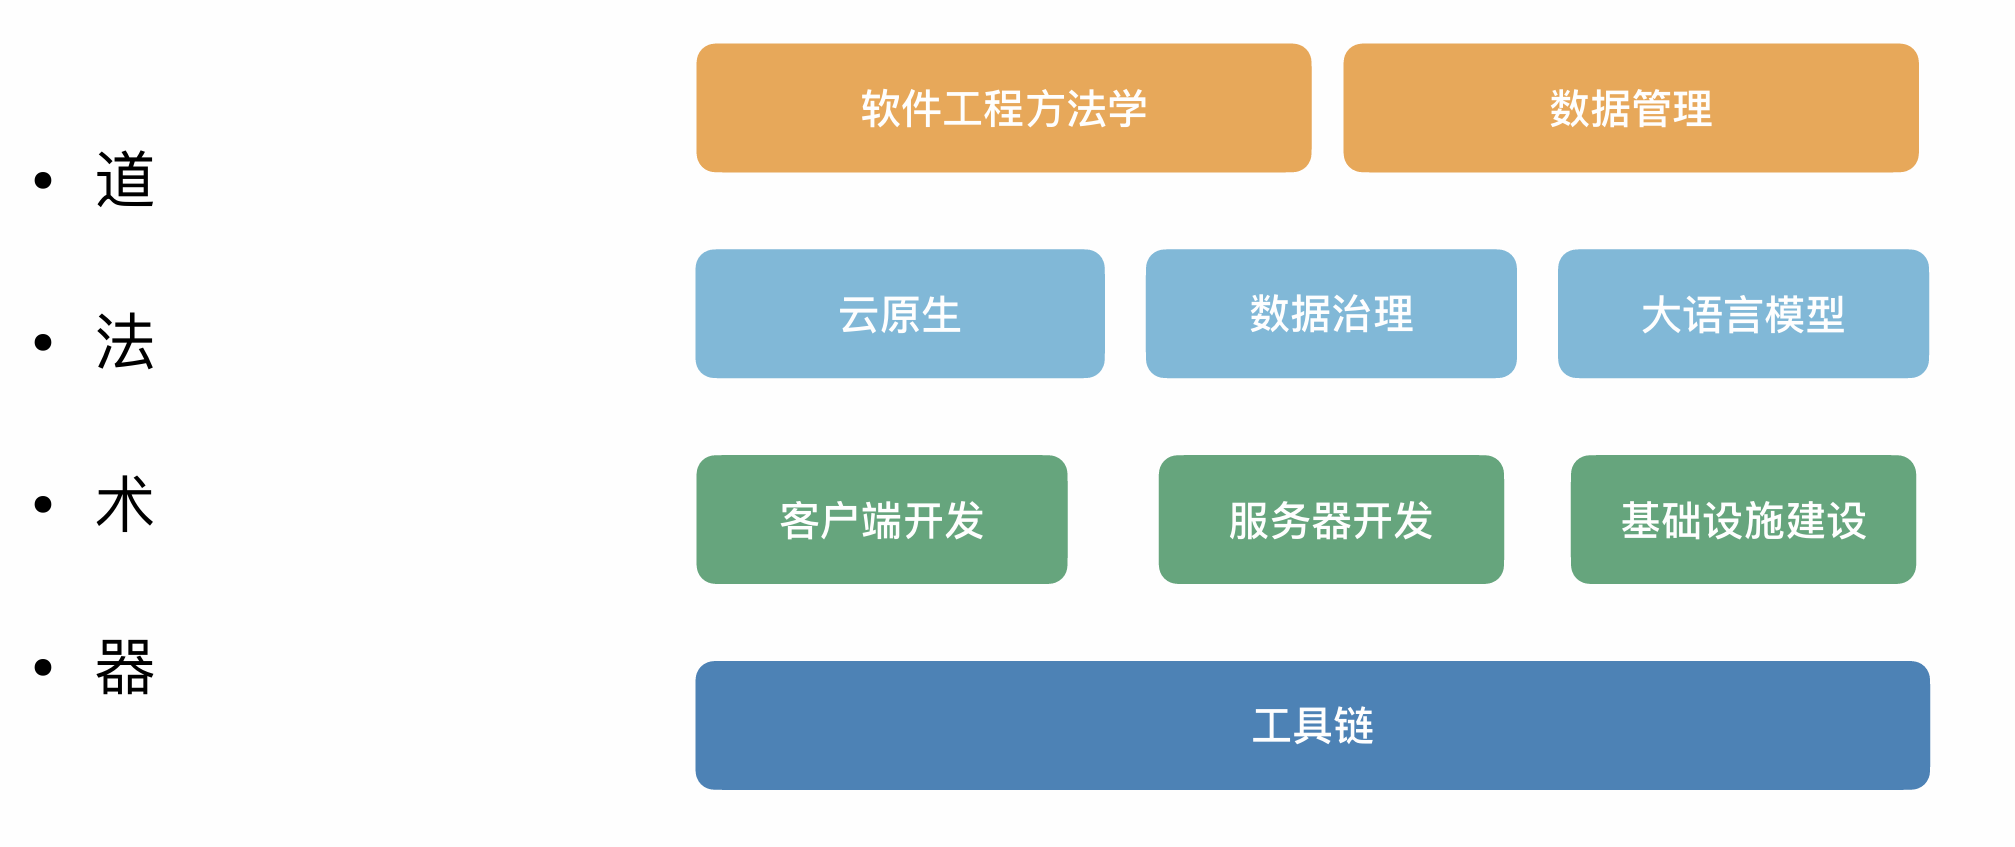 道
法
术
器
软件工程方法学 数据管理
云原生 数据治理 大语言模型
客户端开发 服务器开发 基础设施建设
工具链